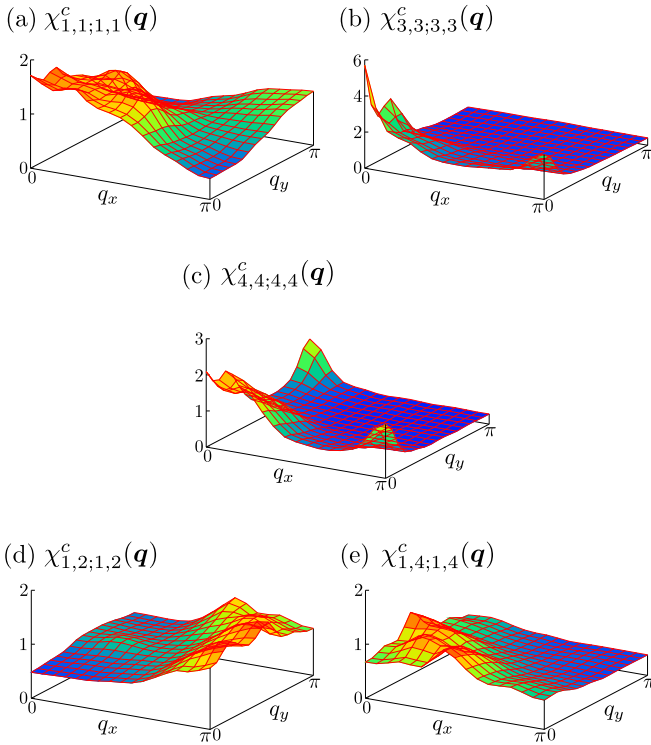 (a) χ^c_{1,1;1,1}(q)
2
1
0
0
q_x
π
0
q_y
π
(b) χ^c_{3,3;3,3}(q)
6
4
2
0
0
q_x
π
0
q_y
π
(c) χ^c_{4,4;4,4}(q)
3
2
1
0
0
q_x
π
0
q_y
π
(d) χ^c_{1,2;1,2}(q)
2
1
0
0
q_x
π
0
q_y
π
(e) χ^c_{1,4;1,4}(q)
2
1
0
0
q_x
π
0
q_y
π